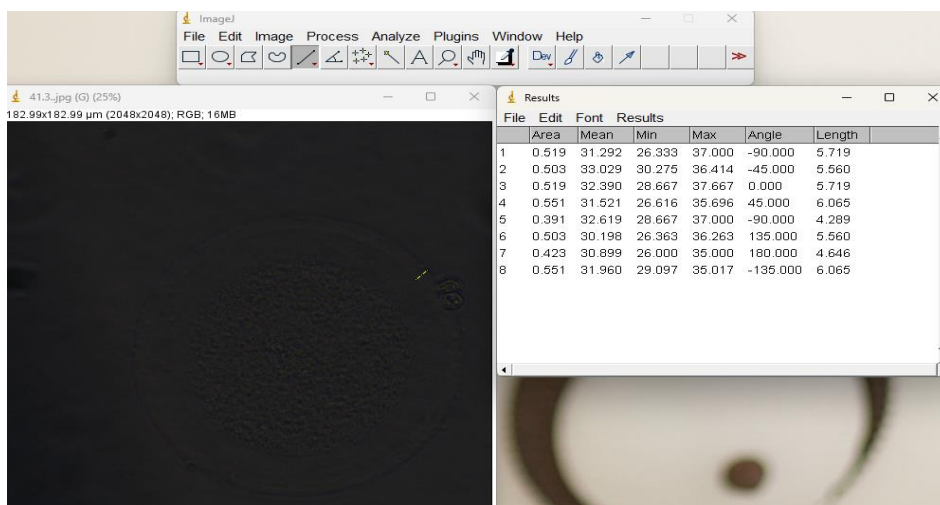 ImageJ
File Edit Image Process Analyze Plugins Window Help
A Dev
41.3..jpg (G) (25%)
182.99x182.99 µm (2048x2048); RGB; 16MB
Results
File Edit Font Results
Area Mean Min Max Angle Length
1 0.519 31.292 26.333 37.000 -90.000 5.719
2 0.503 33.029 30.275 36.414 -45.000 5.560
3 0.519 32.390 28.667 37.667 0.000 5.719
4 0.551 31.521 26.616 35.696 45.000 6.065
5 0.391 32.619 28.667 37.000 -90.000 4.289
6 0.503 30.198 26.363 36.263 135.000 5.560
7 0.423 30.899 26.000 35.000 180.000 4.646
8 0.551 31.960 29.097 35.017 -135.000 6.065